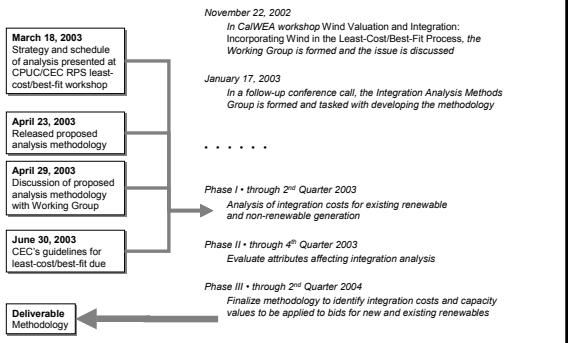 March 18, 2003
Strategy and schedule
of analysis presented at
CPUC/CEC RPS least-
cost/best-fit workshop
April 23, 2003
Released proposed
analysis methodology
April 29, 2003
Discussion of proposed
analysis methodology
with Working Group
June 30, 2003
CEC's guidelines for
least-cost/best-fit due
Deliverable
Methodology
November 22, 2002
In CalWEA workshop Wind Valuation and Integration:
Incorporating Wind in the Least-Cost/Best-Fit Process, the
Working Group is formed and the issue is discussed
January 17, 2003
In a follow-up conference call, the Integration Analysis Methods
Group is formed and tasked with developing the methodology
. . . . . .
Phase I • through 2nd Quarter 2003
Analysis of integration costs for existing renewable
and non-renewable generation
Phase II • through 4th Quarter 2003
Evaluate attributes affecting integration analysis
Phase III • through 2nd Quarter 2004
Finalize methodology to identify integration costs and capacity
values to be applied to bids for new and existing renewables